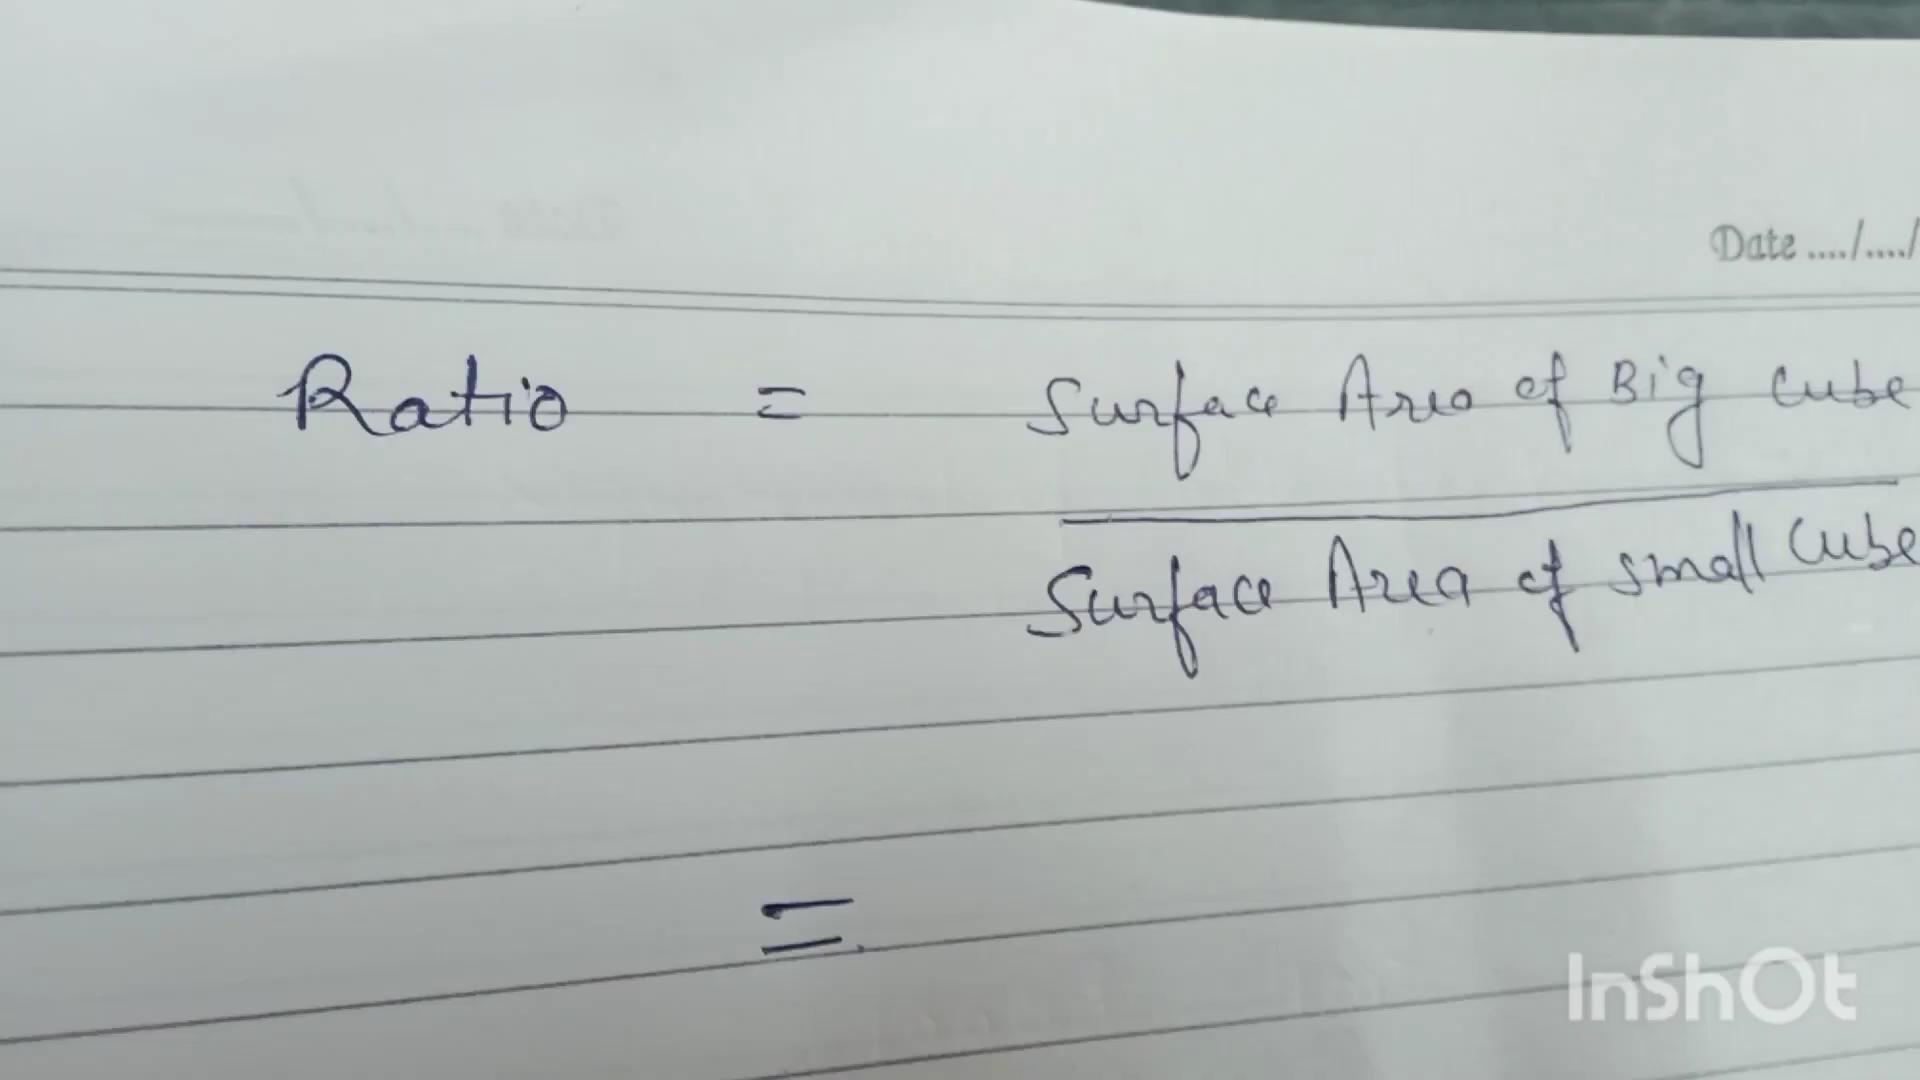 Date ..../..../
Ratio = Surface Area of Big Cube
Surface Area of small Cube
=
InShOt